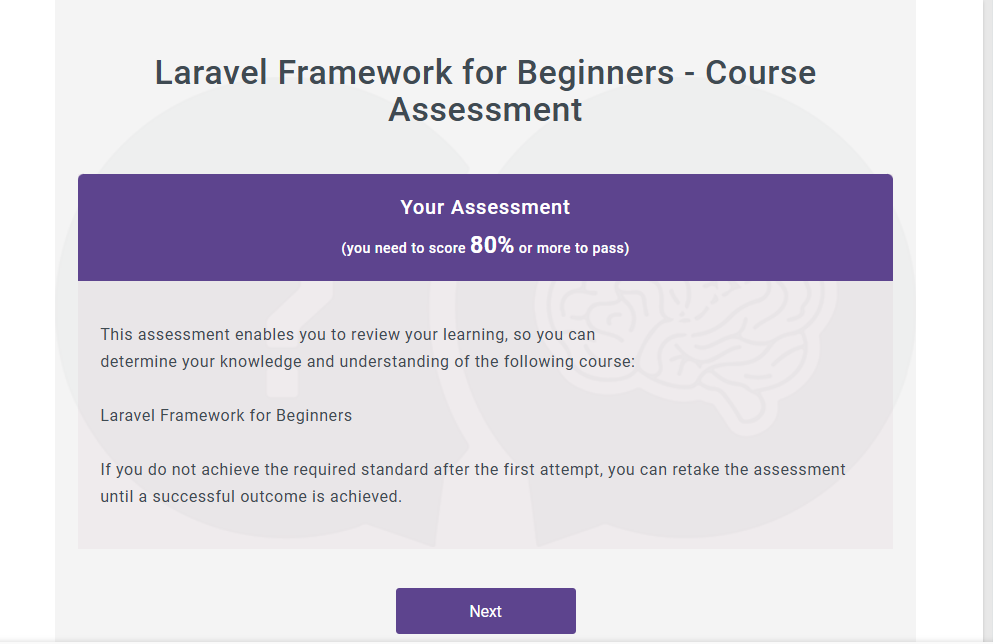 Laravel Framework for Beginners - Course
Assessment
Your Assessment
(you need to score 80% or more to pass)
This assessment enables you to review your learning, so you can
determine your knowledge and understanding of the following course:
Laravel Framework for Beginners
If you do not achieve the required standard after the first attempt, you can retake the assessment
until a successful outcome is achieved.
Next